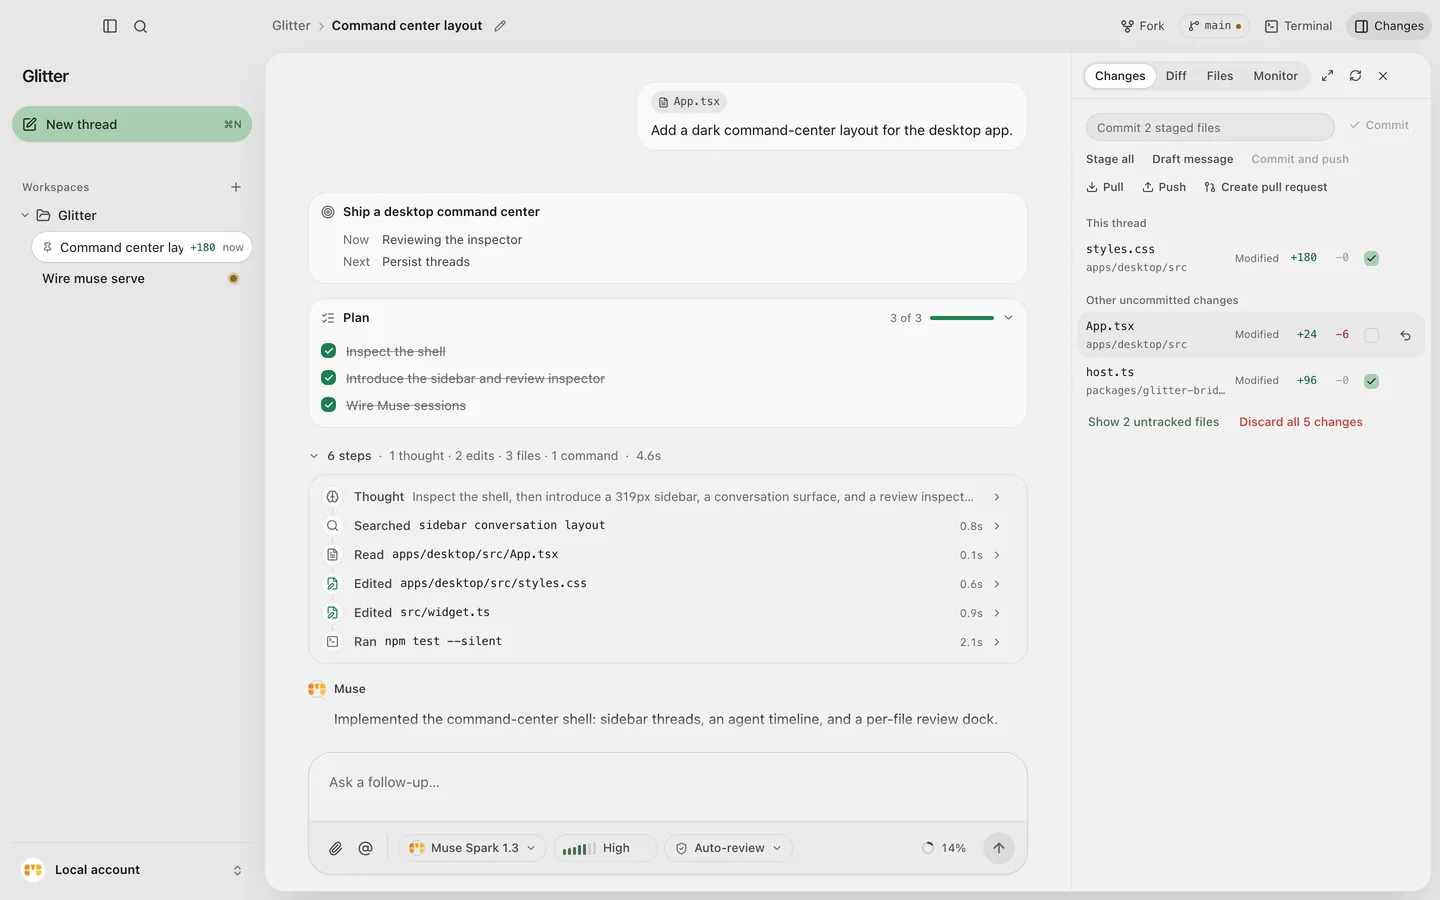 Glitter
New thread ⌘N
Workspaces
Glitter
Command center lay +180 now
Wire muse serve
Local account
Glitter › Command center layout
Fork
main
Terminal
Changes
App.tsx
Add a dark command-center layout for the desktop app.
Ship a desktop command center
Now Reviewing the inspector
Next Persist threads
Plan 3 of 3
Inspect the shell
Introduce the sidebar and review inspector
Wire Muse sessions
6 steps · 1 thought · 2 edits · 3 files · 1 command · 4.6s
Thought Inspect the shell, then introduce a 319px sidebar, a conversation surface, and a review inspect...
Searched sidebar conversation layout 0.8s
Read apps/desktop/src/App.tsx 0.1s
Edited apps/desktop/src/styles.css 0.6s
Edited src/widget.ts 0.9s
Ran npm test --silent 2.1s
Muse
Implemented the command-center shell: sidebar threads, an agent timeline, and a per-file review dock.
Ask a follow-up...
Muse Spark 1.3 High Auto-review 14%
Changes Diff Files Monitor
Commit 2 staged files Commit
Stage all Draft message Commit and push
Pull Push Create pull request
This thread
styles.css Modified +180 −0
apps/desktop/src
Other uncommitted changes
App.tsx Modified +24 −6
apps/desktop/src
host.ts Modified +96 −0
packages/glitter-brid…
Show 2 untracked files Discard all 5 changes